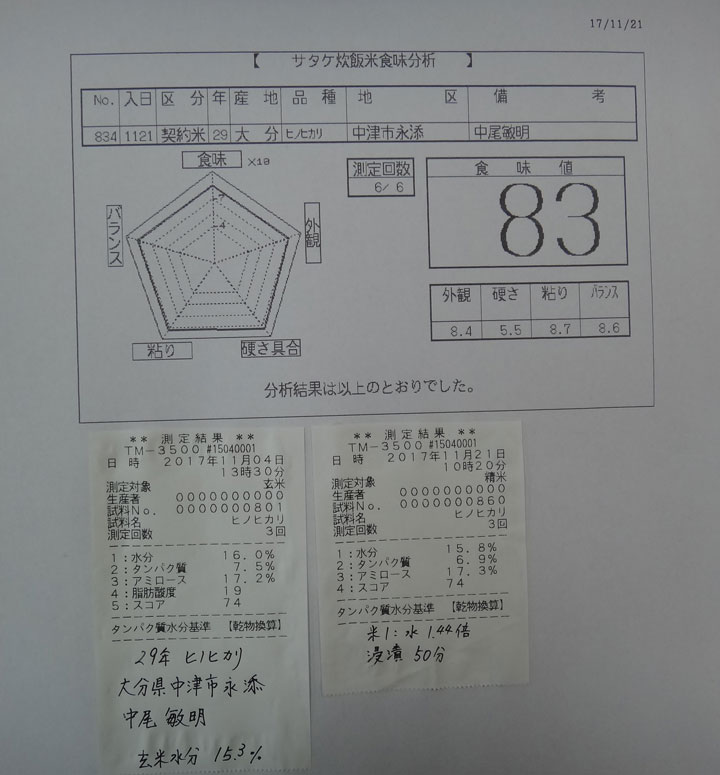 17/11/21
【 サタケ炊飯米食味分析 】
No. 入日 区分 年 産地 品種 地区 備考
834 1121 契約米 29 大分 ヒノヒカリ 中津市永添 中尾敏明
食味 ×10
7
4
バランス
外観
粘り
硬さ具合
測定回数
6/ 6
食味値
83
外観 硬さ 粘り バランス
8.4 5.5 8.7 8.6
分析結果は以上のとおりでした。
** 測定結果 **
TM-3500 #15040001
日時 2017年11月04日
13時30分
測定対象 玄米
生産者 0000000000
試料No. 0000000801
試料名 ヒノヒカリ
測定回数 3回
1:水分 16.0%
2:タンパク質 7.5%
3:アミロース 17.2%
4:脂肪酸度 19
5:スコア 74
タンパク質水分基準 【乾物換算】
29年 ヒノヒカリ
大分県中津市永添
中尾 敏明
玄米水分 15.3%
** 測定結果 **
TM-3500 #15040001
日時 2017年11月21日
10時20分
測定対象 精米
生産者 0000000000
試料No. 0000000860
試料名 ヒノヒカリ
測定回数 3回
1:水分 15.8%
2:タンパク質 6.9%
3:アミロース 17.3%
4:スコア 74
タンパク質水分基準 【乾物換算】
米1:水 1.44倍
浸漬 50分